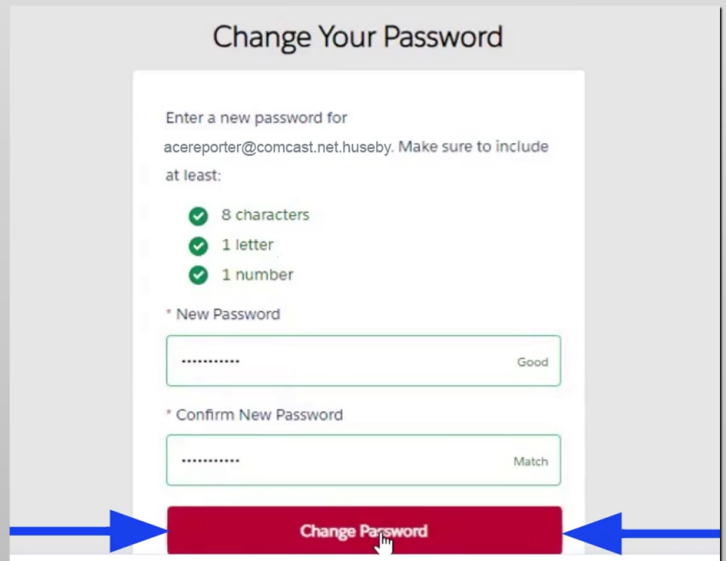 Change Your Password
Enter a new password for
acereporter@comcast.net.huseby. Make sure to include
at least:
8 characters
1 letter
1 number
* New Password
••••••••••• Good
* Confirm New Password
••••••••••• Match
Change Password